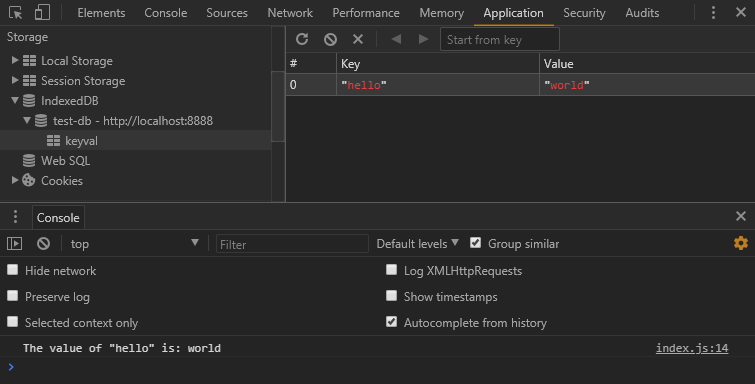 Elements Console Sources Network Performance Memory Application Security Audits
Storage
Local Storage
Session Storage
IndexedDB
test-db - http://localhost:8888
keyval
Web SQL
Cookies
Start from key
# Key Value
0 "hello" "world"
Console
top Filter Default levels Group similar
Hide network Log XMLHttpRequests
Preserve log Show timestamps
Selected context only Autocomplete from history
The value of "hello" is: world index.js:14